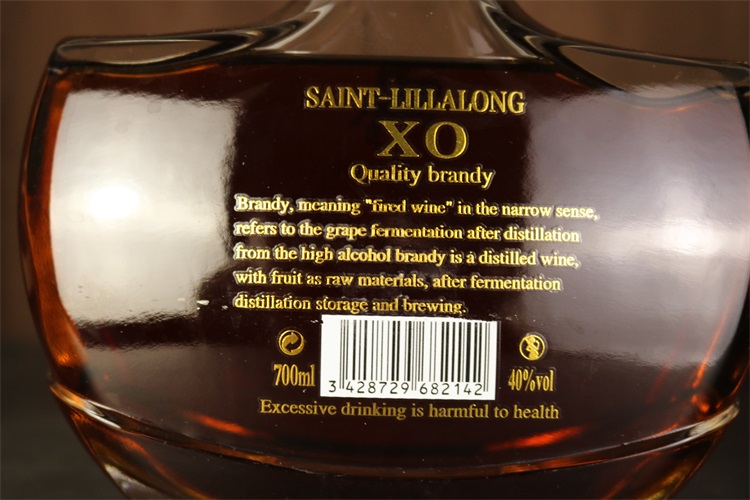 SAINT-LILLALONG
XO
Quality brandy
Brandy, meaning "fired wine" in the narrow sense,
refers to the grape fermentation after distillation
from the high alcohol brandy is a distilled wine,
with fruit as raw materials, after fermentation
distillation storage and brewing.
700ml
3 428729 682142
40%vol
Excessive drinking is harmful to health